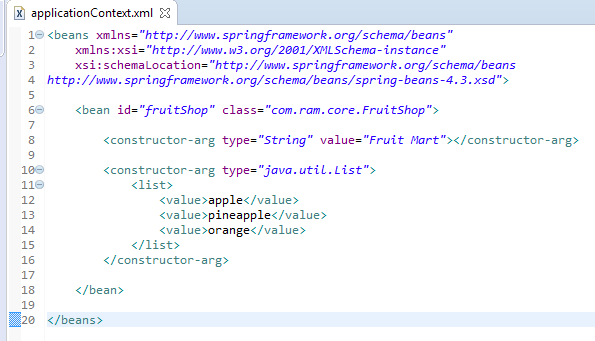 applicationContext.xml
1 <beans xmlns="http://www.springframework.org/schema/beans"
2 xmlns:xsi="http://www.w3.org/2001/XMLSchema-instance"
3 xsi:schemaLocation="http://www.springframework.org/schema/beans
4 http://www.springframework.org/schema/beans/spring-beans-4.3.xsd">
5
6 <bean id="fruitShop" class="com.ram.core.FruitShop">
7
8 <constructor-arg type="String" value="Fruit Mart"></constructor-arg>
9
10 <constructor-arg type="java.util.List">
11 <list>
12 <value>apple</value>
13 <value>pineapple</value>
14 <value>orange</value>
15 </list>
16 </constructor-arg>
17
18 </bean>
19
20 </beans>